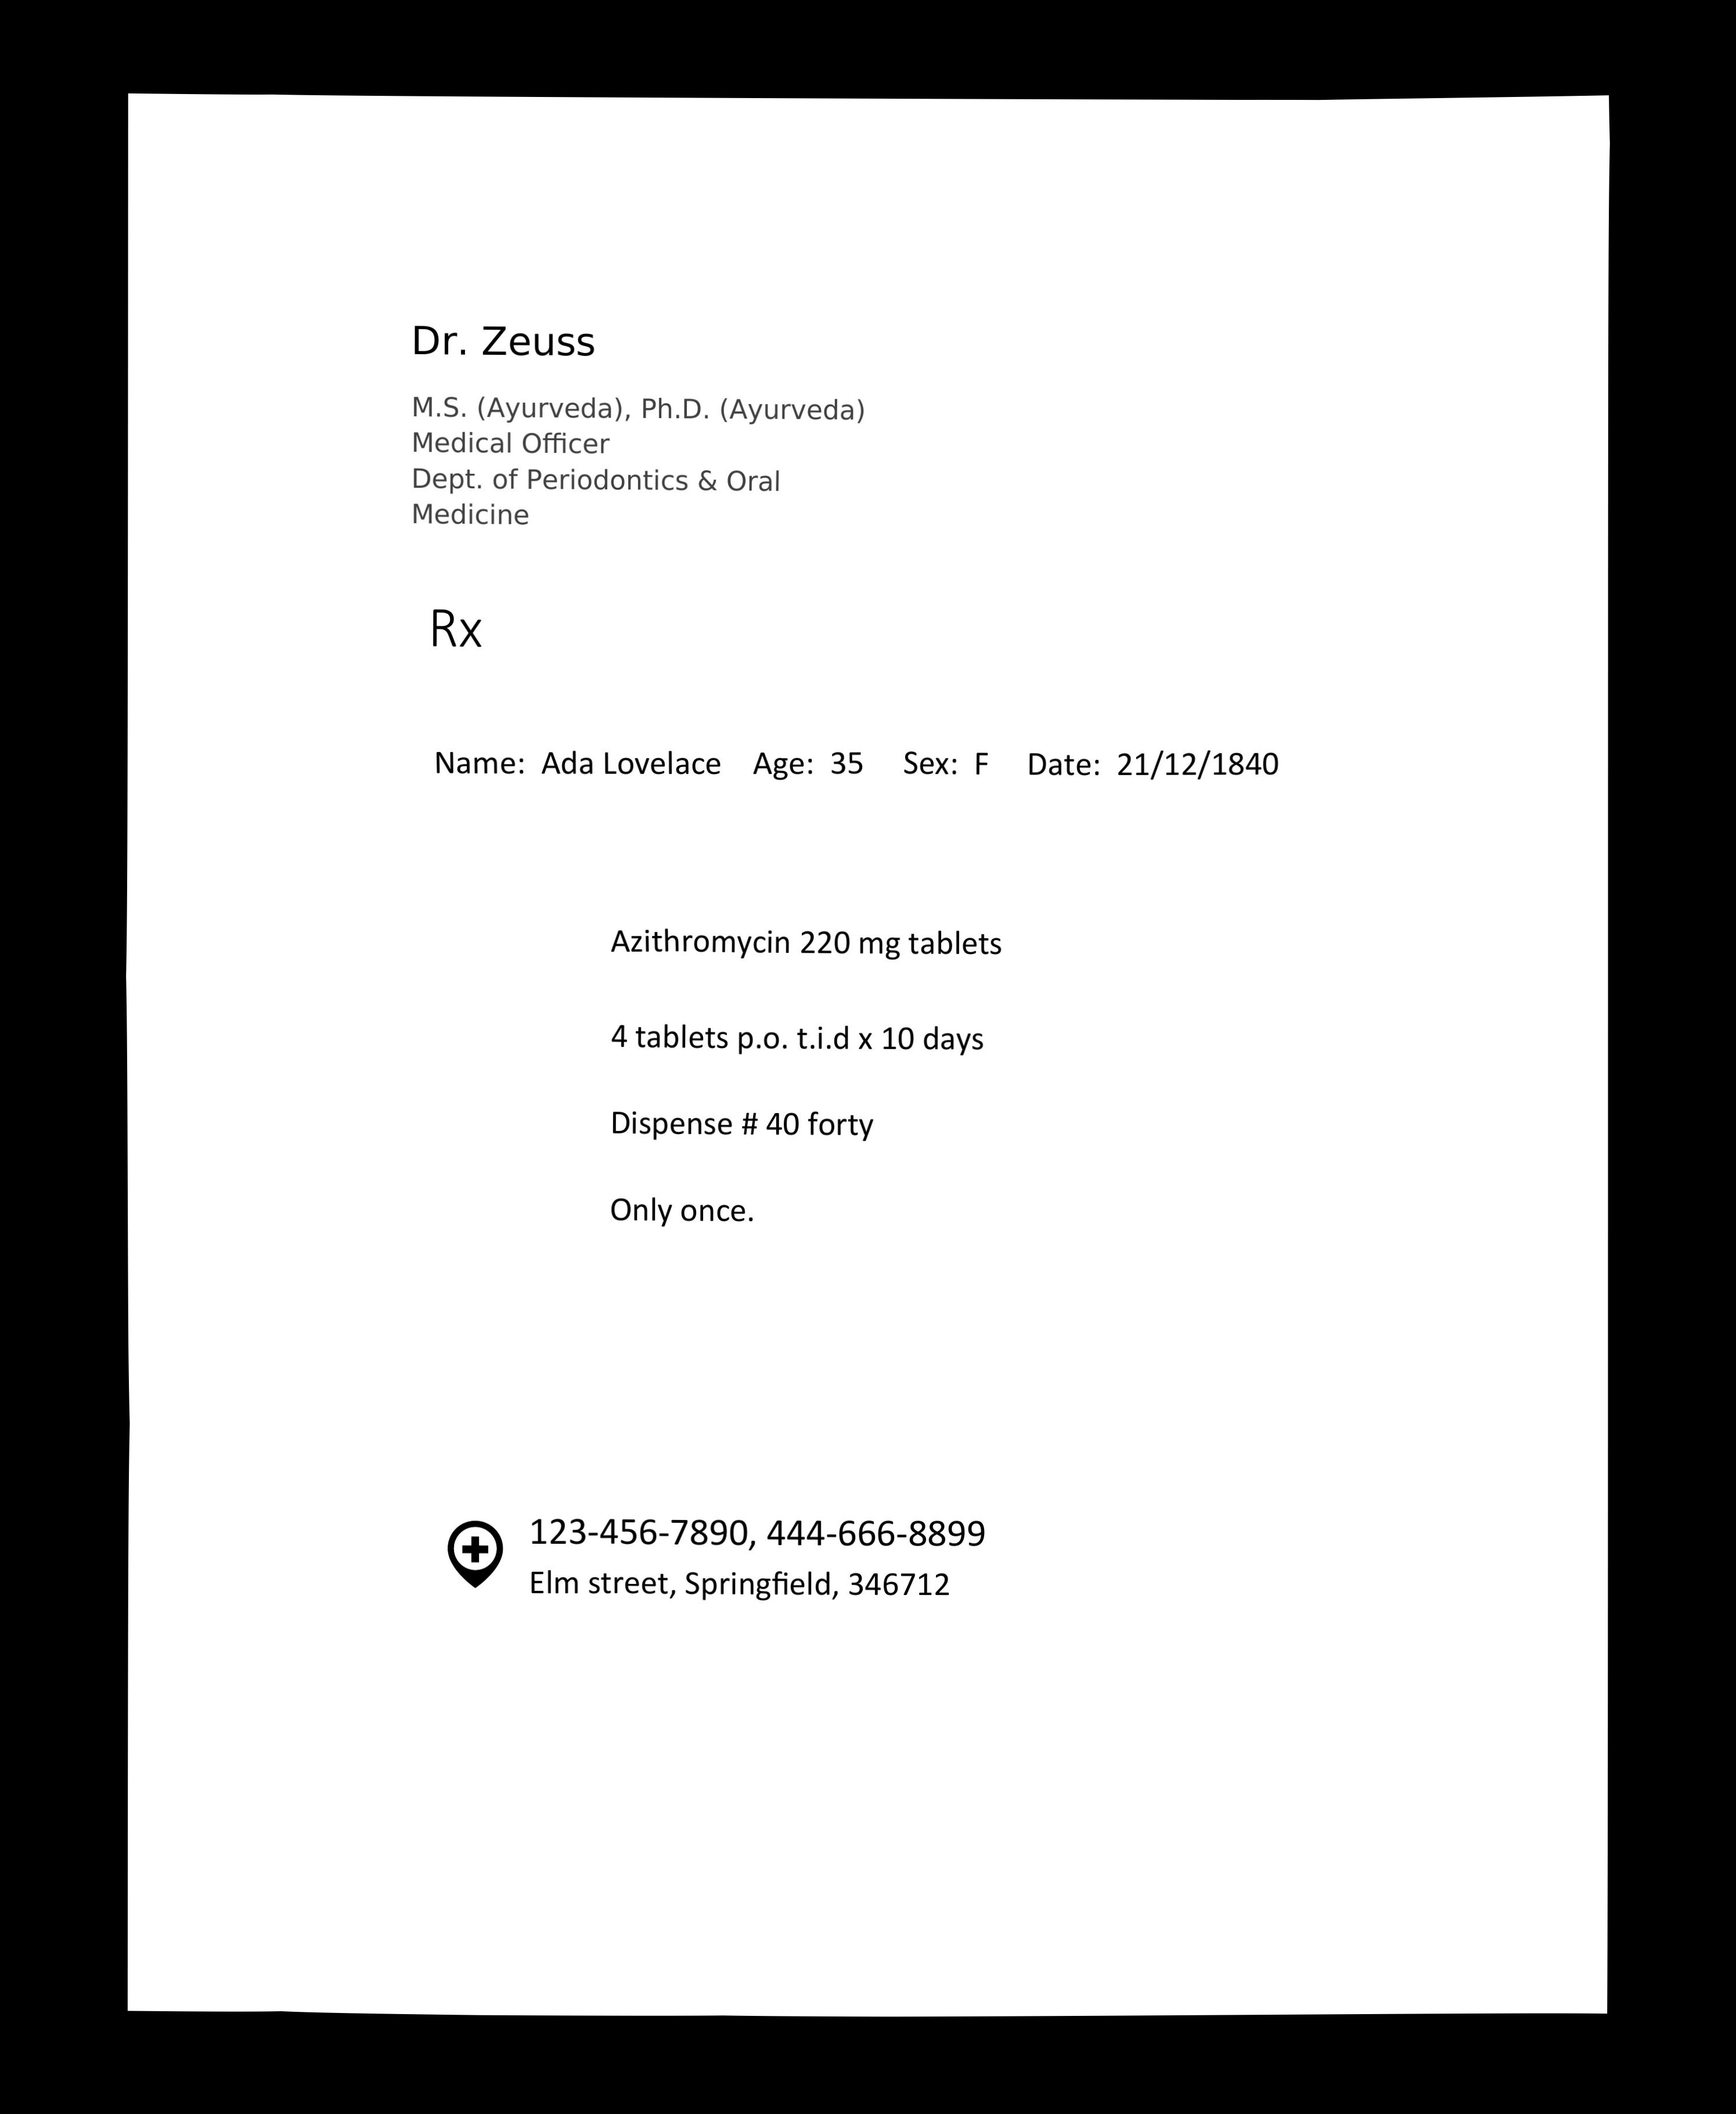 Dr. Zeuss
M.S. (Ayurveda), Ph.D. (Ayurveda)
Medical Officer
Dept. of Periodontics & Oral
Medicine
Rx
Name: Ada Lovelace Age: 35 Sex: F Date: 21/12/1840
Azithromycin 220 mg tablets
4 tablets p.o. t.i.d x 10 days
Dispense # 40 forty
Only once.
123-456-7890, 444-666-8899
Elm street, Springfield, 346712